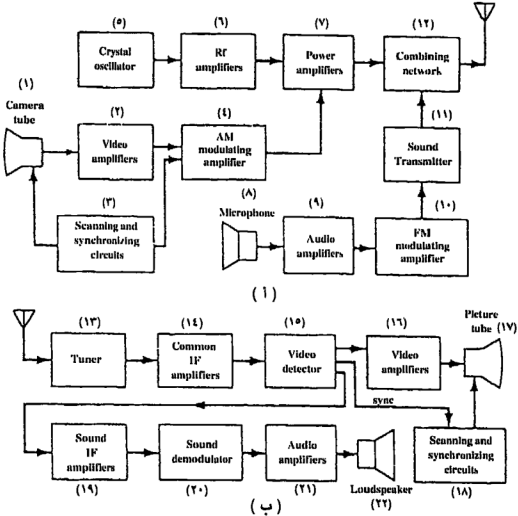 (٥)
Crystal
oscillator
(٦)
Rf
amplifiers
(٧)
Power
amplifiers
(١٢)
Combining
network
(١)
Camera
tube
(٢)
Video
amplifiers
(٤)
AM
modulating
amplifier
(١١)
Sound
Transmitter
(٣)
Scanning and
synchronizing
circuits
(٨)
Microphone
(٩)
Audio
amplifiers
(١٠)
FM
modulating
amplifier
(أ)
(١٣)
Tuner
(١٤)
Common
IF
amplifiers
(١٥)
Video
detector
(١٦)
Video
amplifiers
Picture
tube (١٧)
sync
Sound
IF
amplifiers
(١٩)
Sound
demodulator
(٢٠)
Audio
amplifiers
(٢١)
Loudspeaker
(٢٢)
Scanning and
synchronizing
circuits
(١٨)
(ب)